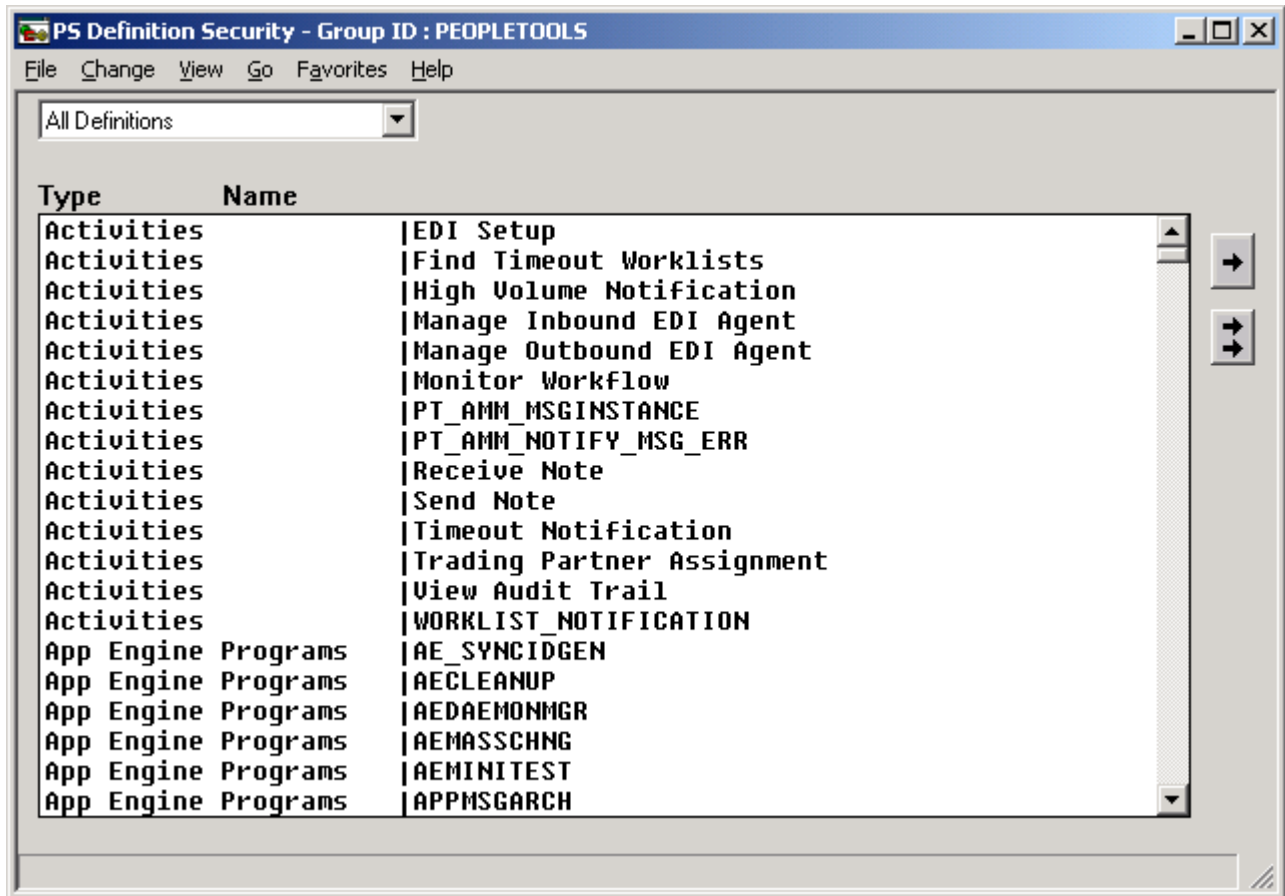 PS Definition Security - Group ID : PEOPLETOOLS
File Change View Go Favorites Help
All Definitions
Type Name
Activities |EDI Setup
Activities |Find Timeout Worklists
Activities |High Volume Notification
Activities |Manage Inbound EDI Agent
Activities |Manage Outbound EDI Agent
Activities |Monitor Workflow
Activities |PT_AMM_MSGINSTANCE
Activities |PT_AMM_NOTIFY_MSG_ERR
Activities |Receive Note
Activities |Send Note
Activities |Timeout Notification
Activities |Trading Partner Assignment
Activities |View Audit Trail
Activities |WORKLIST_NOTIFICATION
App Engine Programs |AE_SYNCIDGEN
App Engine Programs |AECLEANUP
App Engine Programs |AEDAEMONMGR
App Engine Programs |AEMASSCHNG
App Engine Programs |AEMINITEST
App Engine Programs |APPMSGARCH